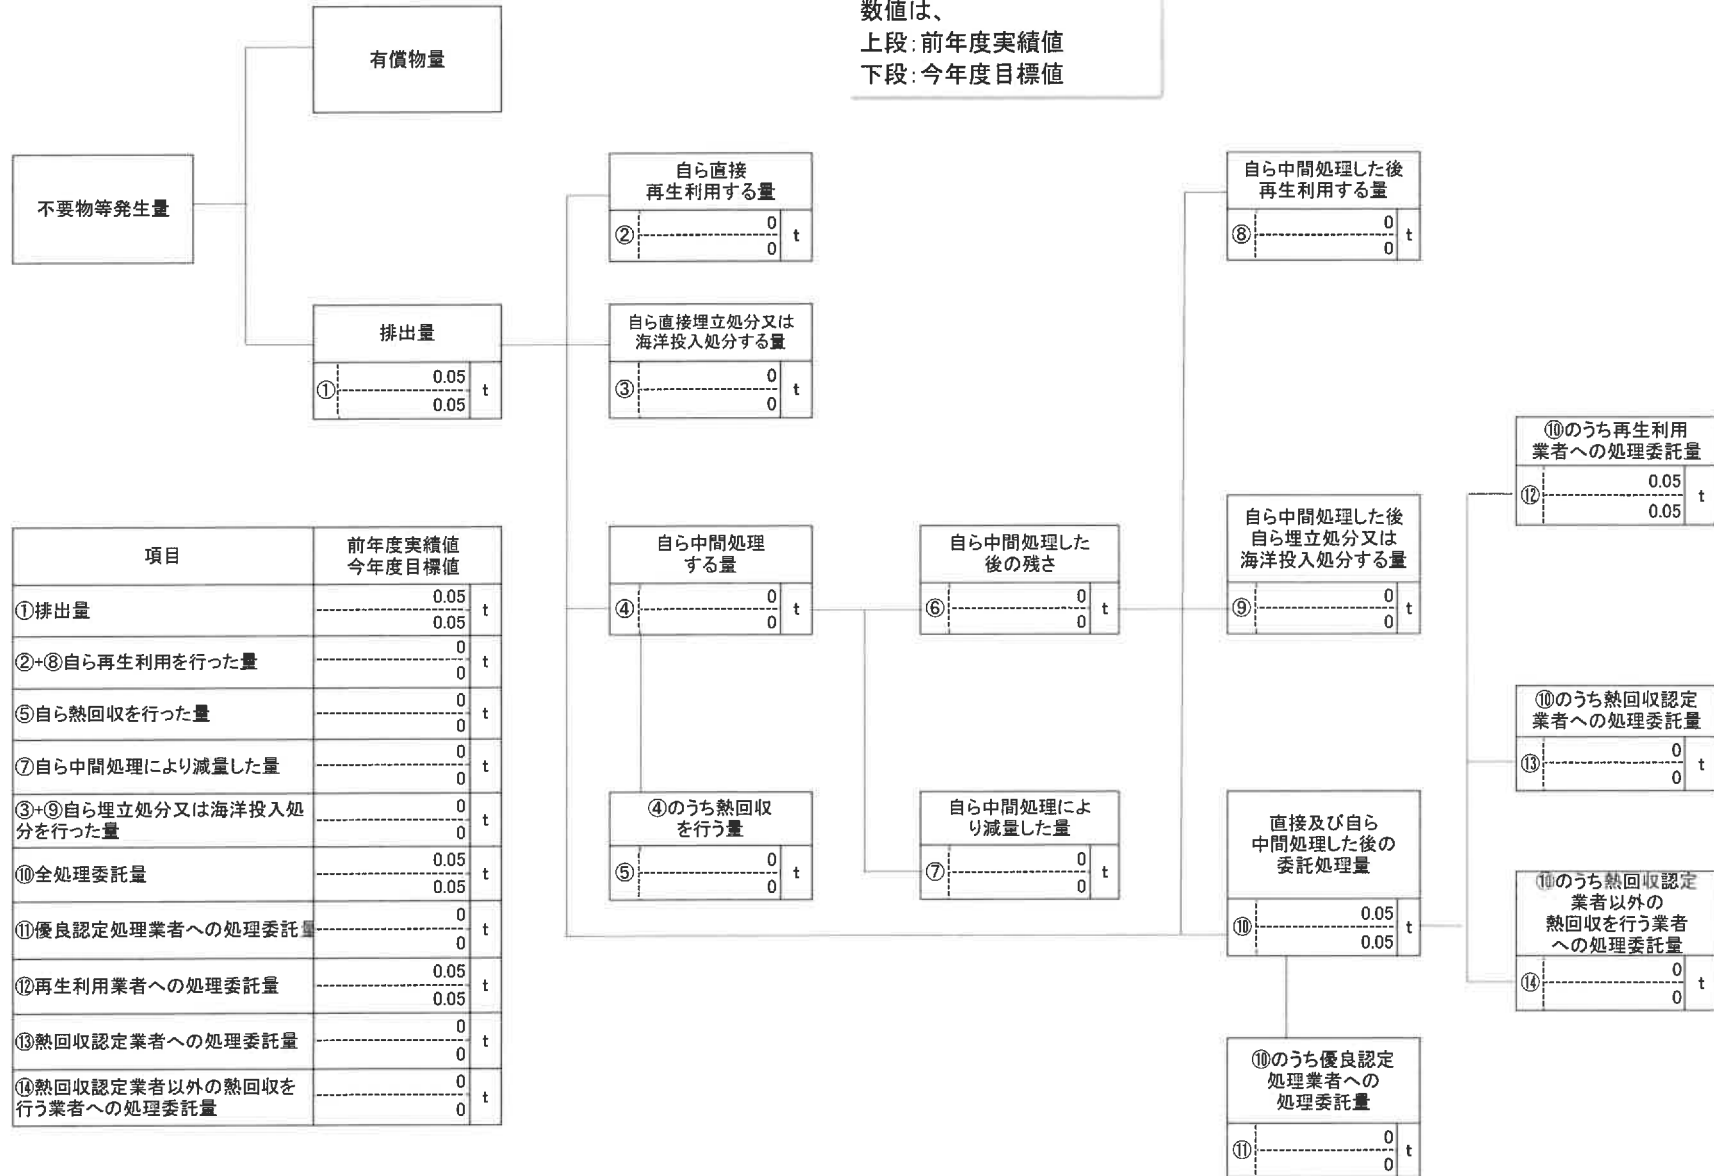 数値は、
上段:前年度実績値
下段:今年度目標値
有償物量
不要物等発生量
排出量
① 0.05 t
0.05
自ら直接
再生利用する量
② 0 t
0
自ら直接埋立処分又は
海洋投入処分する量
③ 0 t
0
自ら中間処理
する量
④ 0 t
0
④のうち熱回収
を行う量
⑤ 0 t
0
自ら中間処理した
後の残さ
⑥ 0 t
0
自ら中間処理によ
り減量した量
⑦ 0 t
0
自ら中間処理した後
再生利用する量
⑧ 0 t
0
自ら中間処理した後
自ら埋立処分又は
海洋投入処分する量
⑨ 0 t
0
直接及び自ら
中間処理した後の
委託処理量
⑩ 0.05 t
0.05
⑩のうち優良認定
処理業者への
処理委託量
⑪ 0 t
0
⑩のうち再生利用
業者への処理委託量
⑫ 0.05 t
0.05
⑩のうち熱回収認定
業者への処理委託量
⑬ 0 t
0
⑩のうち熱回収認定
業者以外の
熱回収を行う業者
への処理委託量
⑭ 0 t
0
項目 前年度実績値
今年度目標値
①排出量 0.05 t
0.05
②+⑧自ら再生利用を行った量 0 t
0
⑤自ら熱回収を行った量 0 t
0
⑦自ら中間処理により減量した量 0 t
0
③+⑨自ら埋立処分又は海洋投入処 0 t
分を行った量 0
⑩全処理委託量 0.05 t
0.05
⑪優良認定処理業者への処理委託量 0 t
0
⑫再生利用業者への処理委託量 0.05 t
0.05
⑬熱回収認定業者への処理委託量 0 t
0
⑭熱回収認定業者以外の熱回収を 0 t
行う業者への処理委託量 0